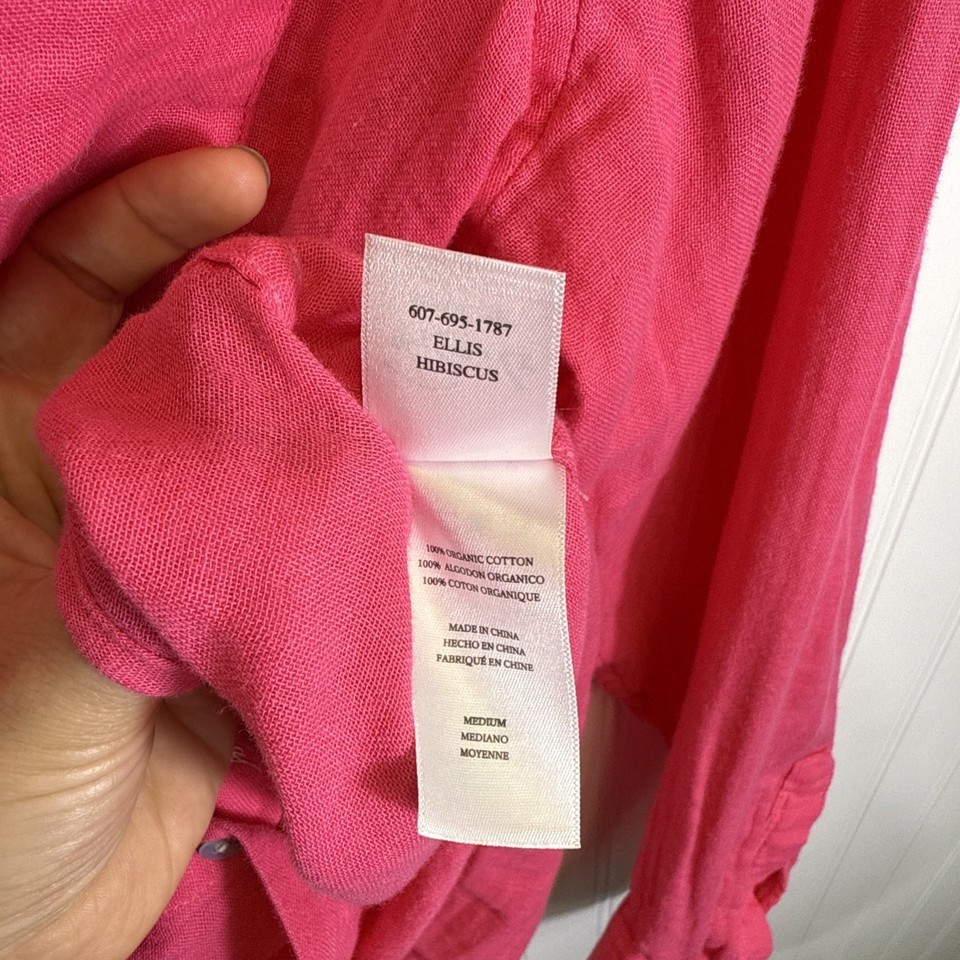 607-695-1787
ELLIS
HIBISCUS
100% ORGANIC COTTON
100% ALGODON ORGANICO
100% COTON ORGANIQUE
MADE IN CHINA
HECHO EN CHINA
FABRIQUÉ EN CHINE
MEDIUM
MEDIANO
MOYENNE